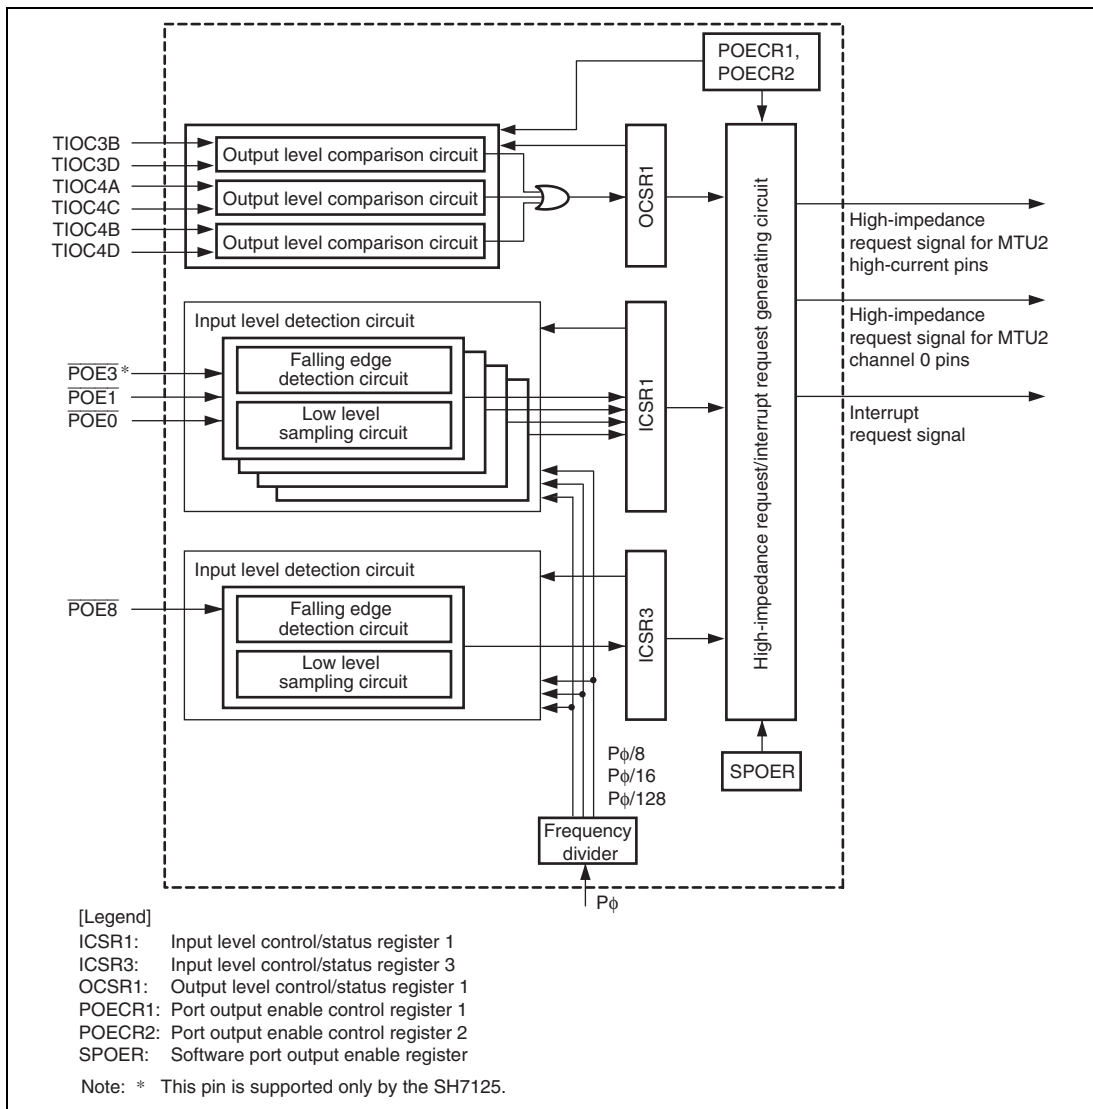 POECR1,
POECR2
TIOC3B
TIOC3D
TIOC4A
TIOC4C
TIOC4B
TIOC4D
Output level comparison circuit
Output level comparison circuit
Output level comparison circuit
OCSR1
High-impedance request/interrupt request generating circuit
High-impedance
request signal for MTU2
high-current pins
High-impedance
request signal for MTU2
channel 0 pins
Interrupt
request signal
Input level detection circuit
Falling edge
detection circuit
Low level
sampling circuit
POE3 *
POE1
POE0
ICSR1
Input level detection circuit
Falling edge
detection circuit
Low level
sampling circuit
POE8
ICSR3
SPOER
Pϕ/8
Pϕ/16
Pϕ/128
Frequency
divider
Pϕ
[Legend]
ICSR1: Input level control/status register 1
ICSR3: Input level control/status register 3
OCSR1: Output level control/status register 1
POECR1: Port output enable control register 1
POECR2: Port output enable control register 2
SPOER: Software port output enable register
Note: * This pin is supported only by the SH7125.